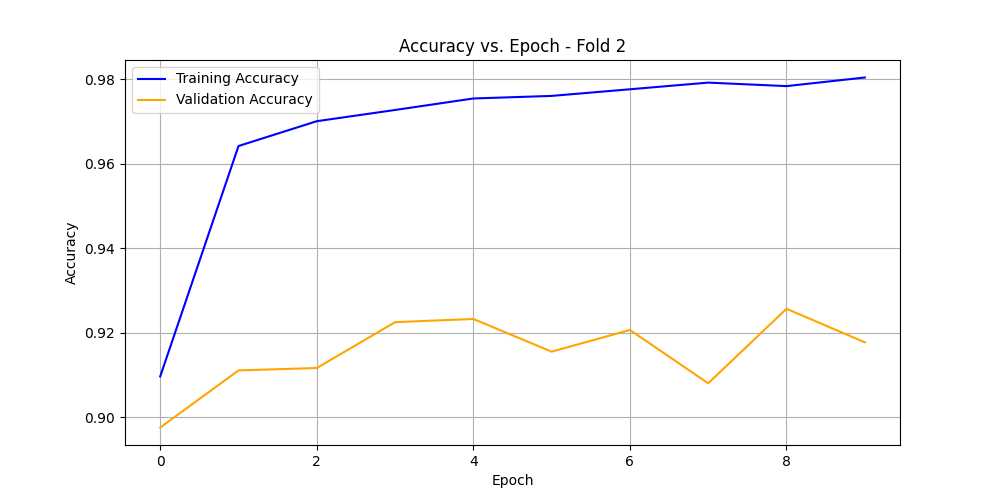 Accuracy vs. Epoch - Fold 2
Training Accuracy
Validation Accuracy
Accuracy
0.98
0.96
0.94
0.92
0.90
0 2 4 6 8
Epoch